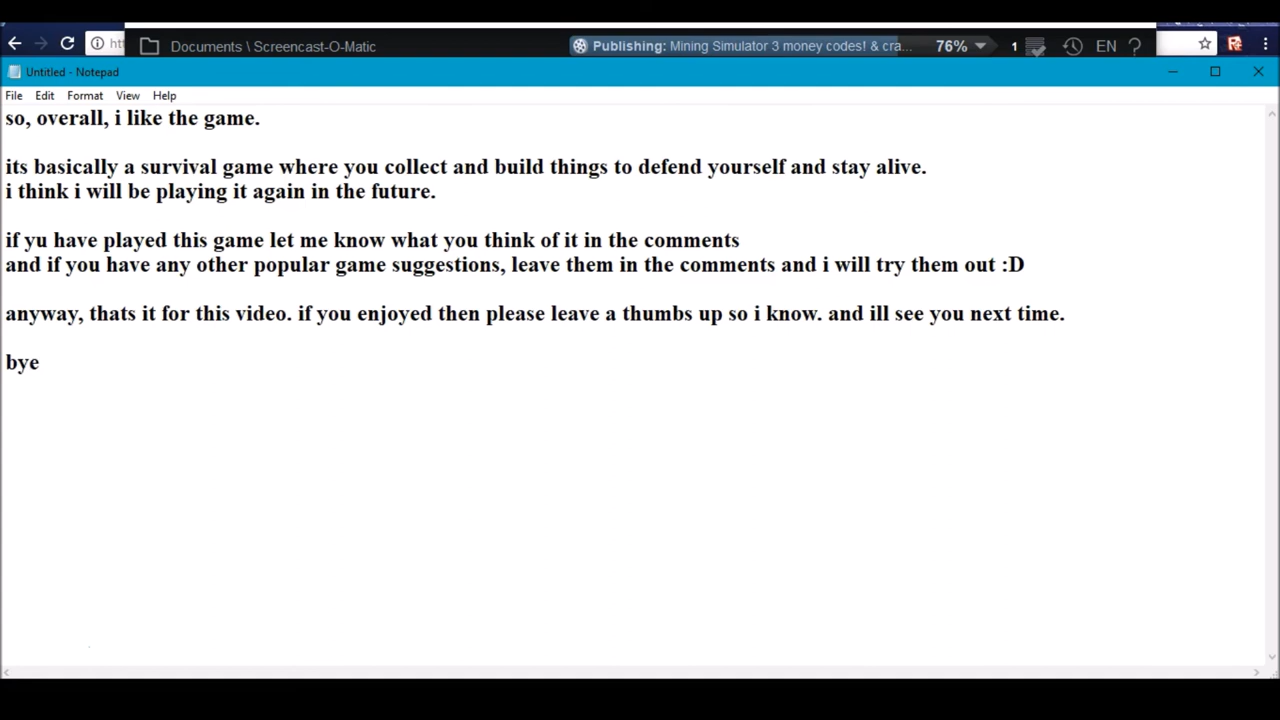 htt
Documents \ Screencast-O-Matic
Publishing: Mining Simulator 3 money codes! & cra...
76%
1
EN
?
Untitled - Notepad
File Edit Format View Help
so, overall, i like the game.
its basically a survival game where you collect and build things to defend yourself and stay alive.
i think i will be playing it again in the future.
if yu have played this game let me know what you think of it in the comments
and if you have any other popular game suggestions, leave them in the comments and i will try them out :D
anyway, thats it for this video. if you enjoyed then please leave a thumbs up so i know. and ill see you next time.
bye